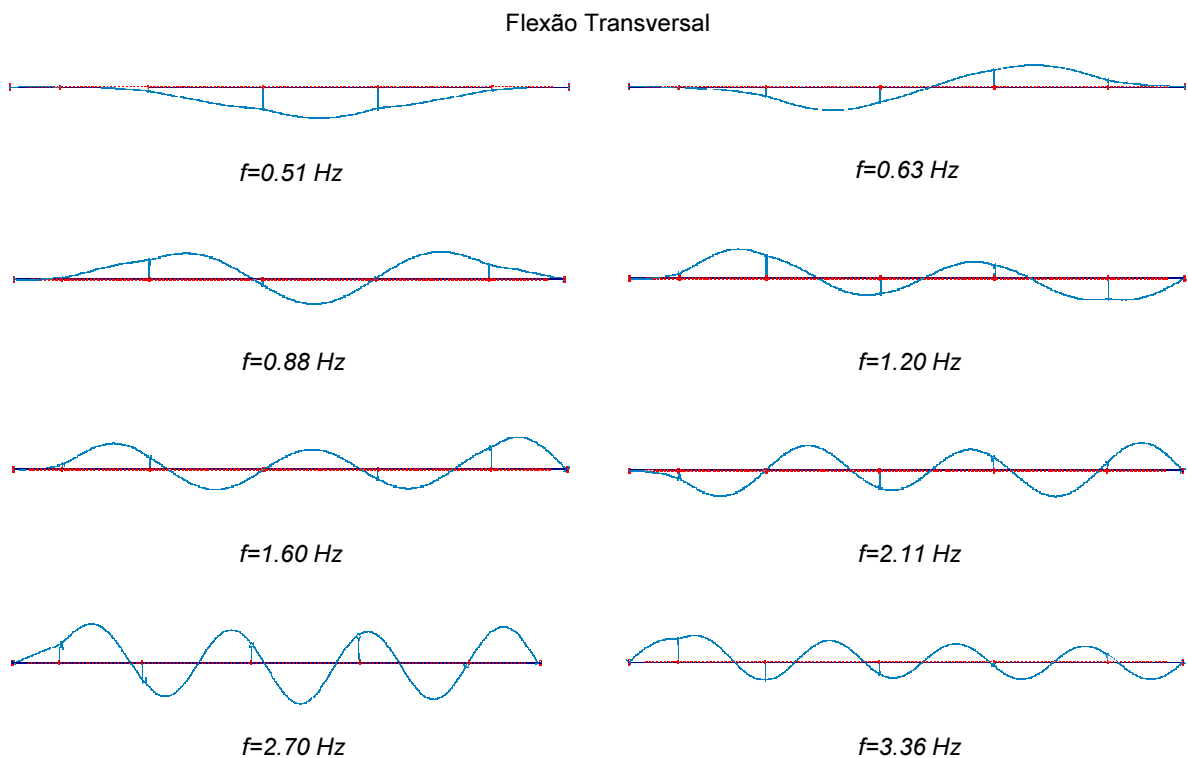 Flexão Transversal
f=0.51 Hz
f=0.63 Hz
f=0.88 Hz
f=1.20 Hz
f=1.60 Hz
f=2.11 Hz
f=2.70 Hz
f=3.36 Hz